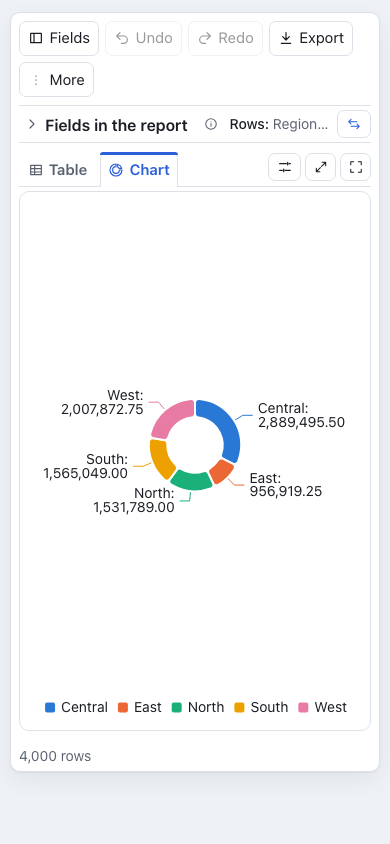 Fields
Undo
Redo
Export
More
Fields in the report
Rows: Region...
Table
Chart
West:
2,007,872.75
Central:
2,889,495.50
South:
1,565,049.00
East:
956,919.25
North:
1,531,789.00
Central
East
North
South
West
4,000 rows